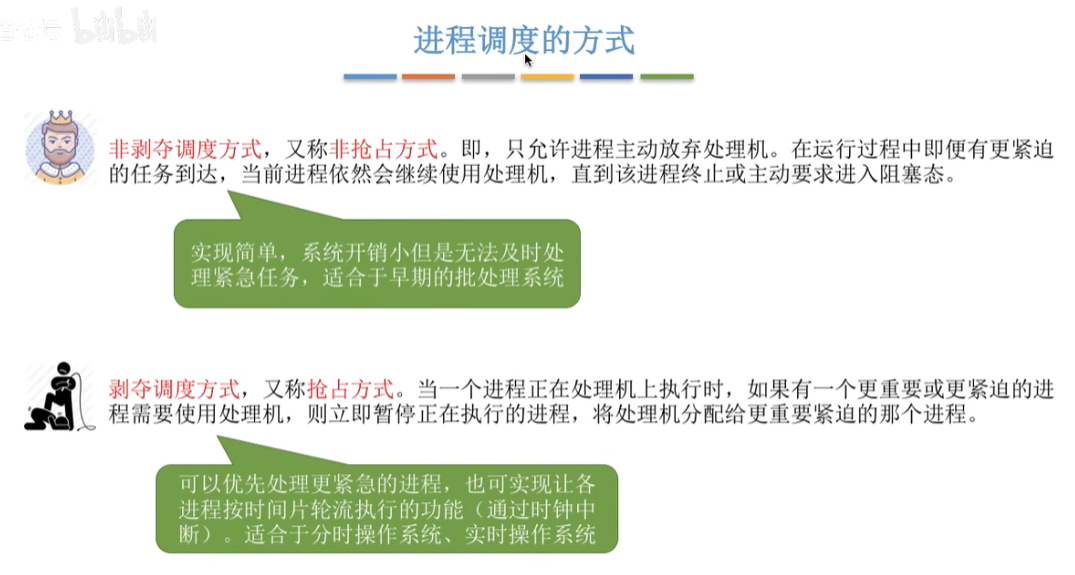 bilibili
进程调度的方式
非剥夺调度方式，又称非抢占方式。即，只允许进程主动放弃处理机。在运行过程中即便有更紧迫
的任务到达，当前进程依然会继续使用处理机，直到该进程终止或主动要求进入阻塞态。
实现简单，系统开销小但是无法及时处
理紧急任务，适合于早期的批处理系统
剥夺调度方式，又称抢占方式。当一个进程正在处理机上执行时，如果有一个更重要或更紧迫的进
程需要使用处理机，则立即暂停正在执行的进程，将处理机分配给更重要紧迫的那个进程。
可以优先处理更紧急的进程，也可实现让各
进程按时间片轮流执行的功能（通过时钟中
断）。适合于分时操作系统、实时操作系统